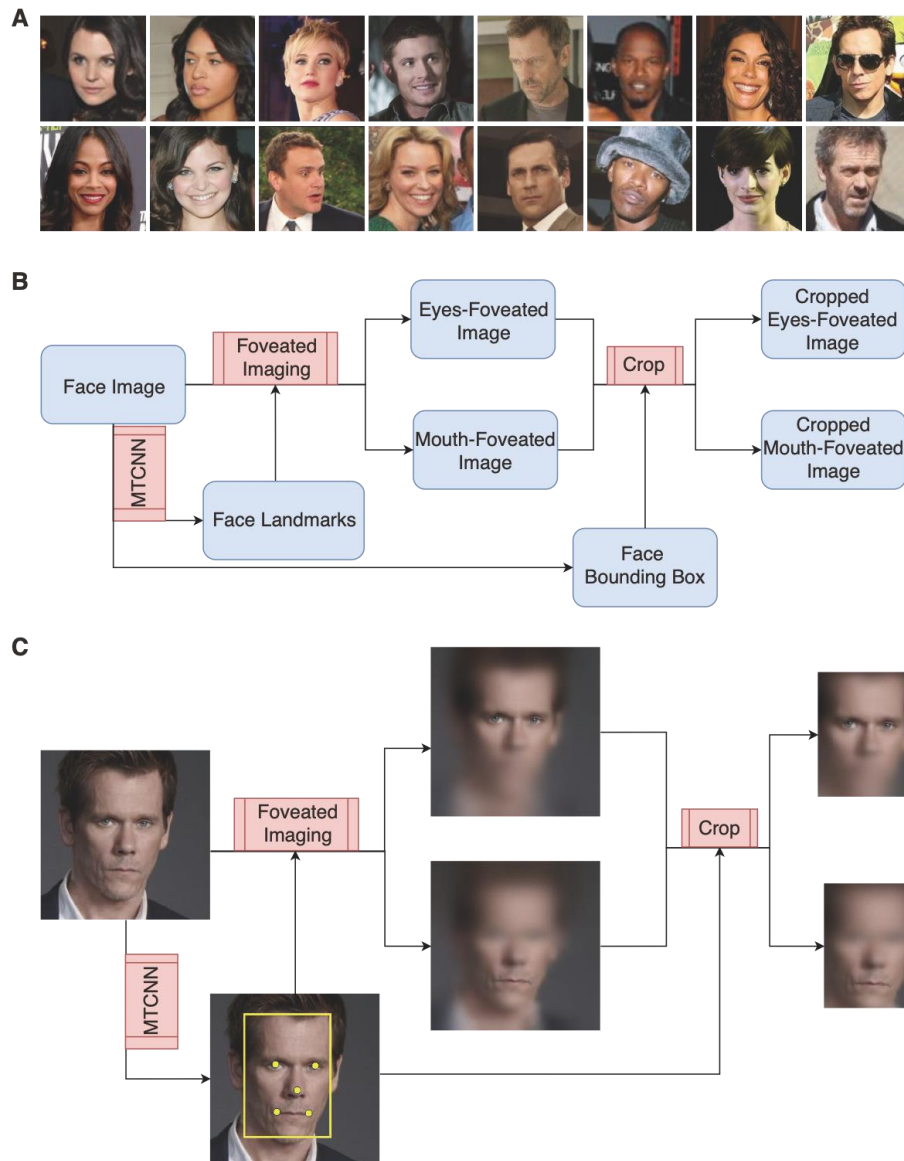 A
B
Eyes-Foveated
Image
Cropped
Eyes-Foveated
Image
Foveated
Imaging
Crop
Face Image
Mouth-Foveated
Image
Cropped
Mouth-Foveated
Image
MTCNN
Face Landmarks
Face
Bounding Box
C
Foveated
Imaging
Crop
MTCNN